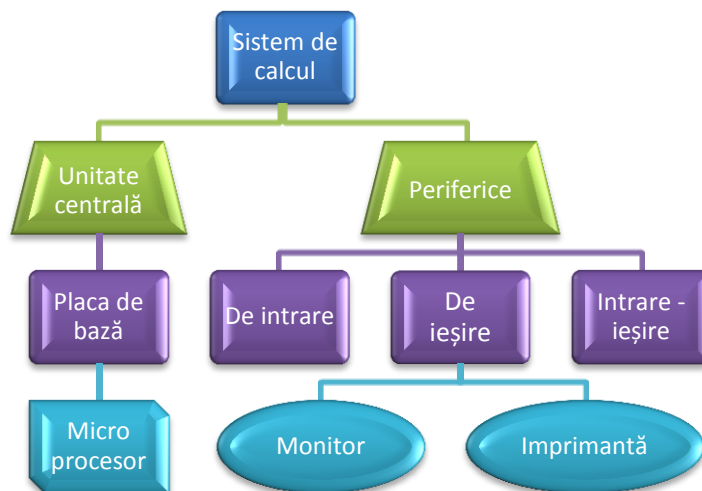 Sistem de
calcul
Unitate
centrală
Periferice
Placa de
bază
De intrare
De
ieșire
Intrare -
ieșire
Micro
procesor
Monitor
Imprimantă